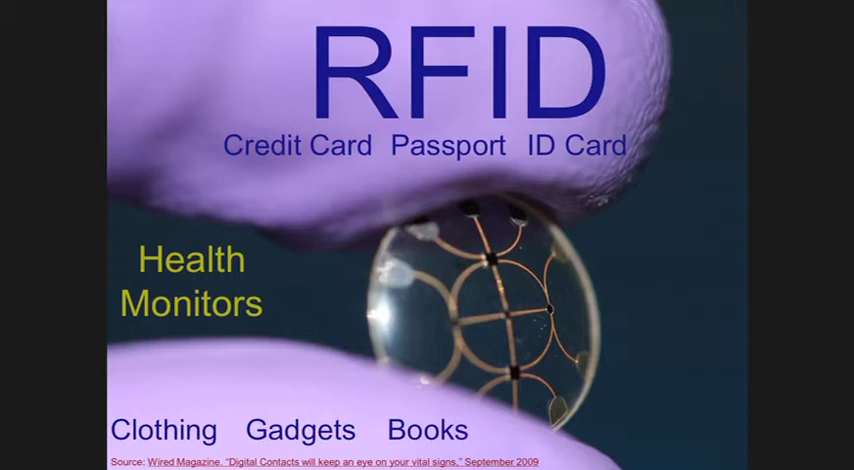 RFID
Credit Card Passport ID Card
Health
Monitors
Clothing Gadgets Books
Source: Wired Magazine. “Digital Contacts will keep an eye on your vital signs,” September 2009